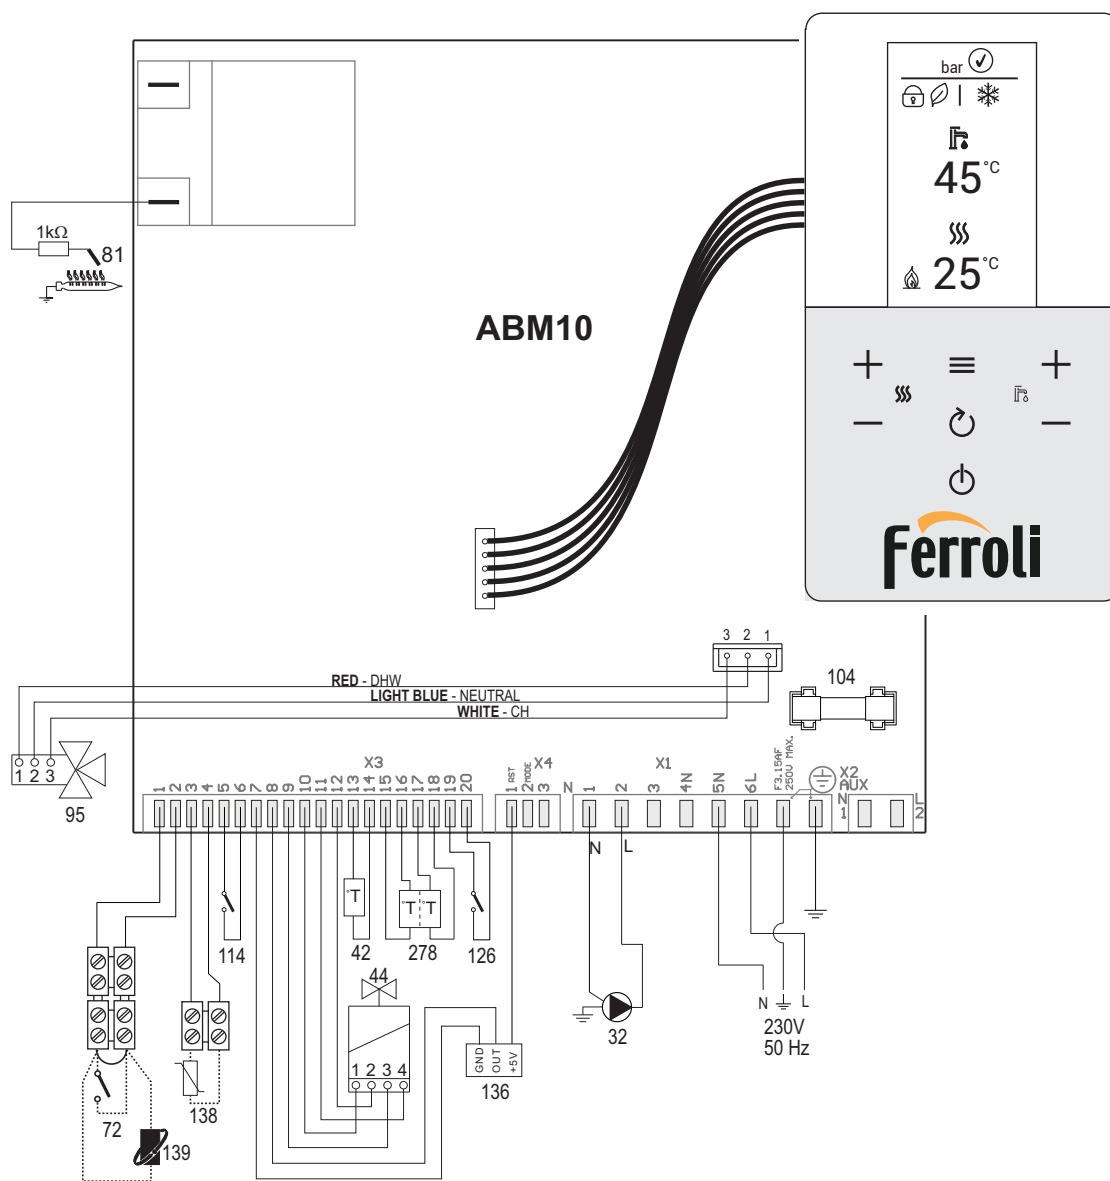 bar
45°C
25°C
ferroli
1kΩ
81
ABM10
3 2 1
RED - DHW
LIGHT BLUE - NEUTRAL
WHITE - CH
104
1 2 3
95
X3
1 2 3 4 5 6 7 8 9 10 11 12 13 14 15 16 17 18 19 20
X4
1 RST
2 MODE
3
X1
N 1 2 3 4N 5N 6L
F3.15AF
250V MAX.
X2
AUX
N L
1 2
N L
°T
°T °T
114
42
278
126
44
1 2 3 4
GND
OUT
+5V
136
32
N L
230V
50 Hz
72
138
139